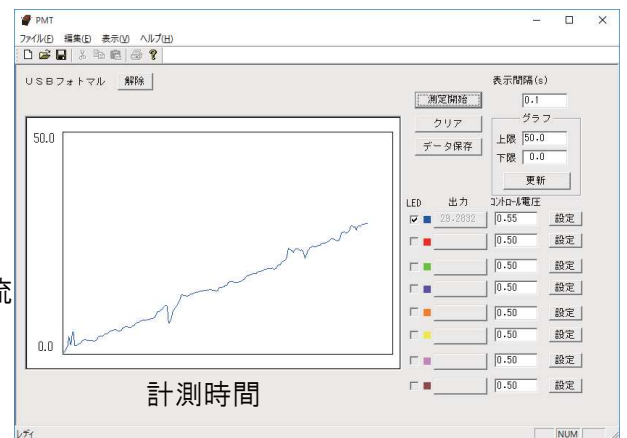 PMT
ファイル(F) 編集(E) 表示(V) ヘルプ(H)
USBフォトマル 解除
表示間隔(s)
測定開始 0.1
クリア
データ保存
グラフ
上限 50.0
下限 0.0
更新
50.0
0.0
LED 出力 コントロール電圧
29.2832 0.55 設定
0.50 設定
0.50 設定
0.50 設定
0.50 設定
0.50 設定
0.50 設定
0.50 設定
流
計測時間
レディ NUM